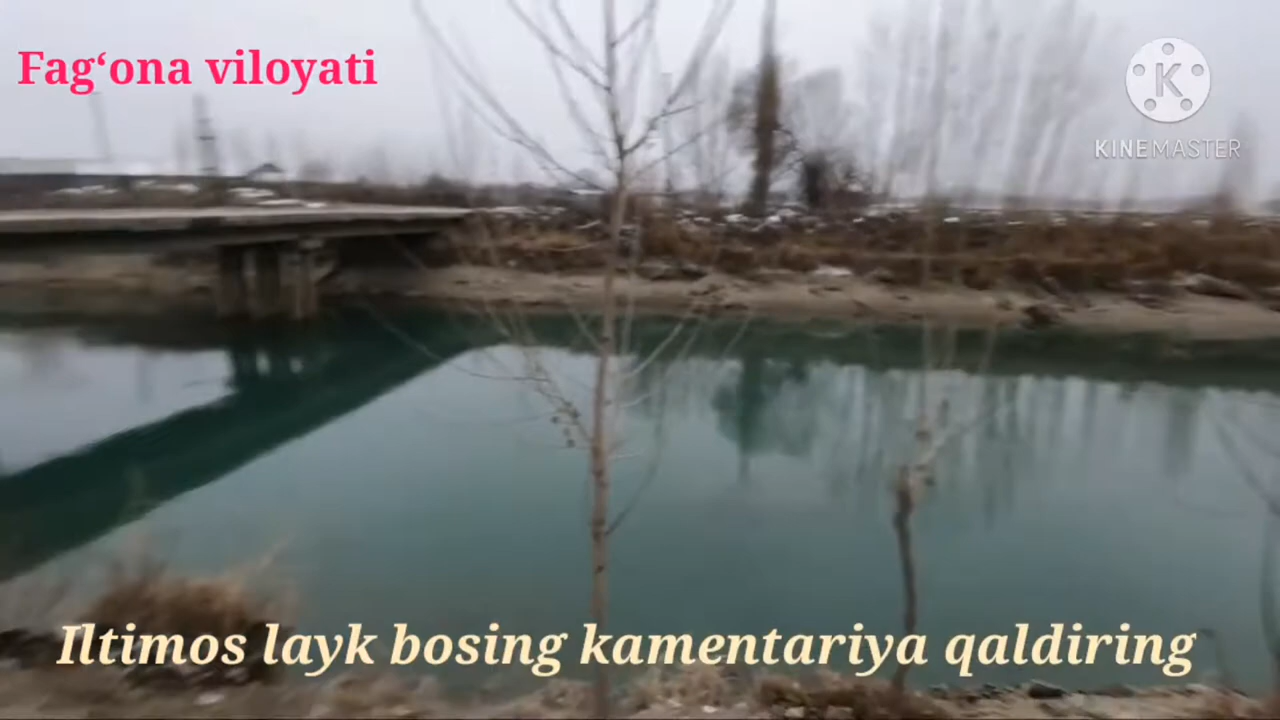 Fag‘ona viloyati
K
KINEMASTER
Iltimos layk bosing kamentariya qaldiring